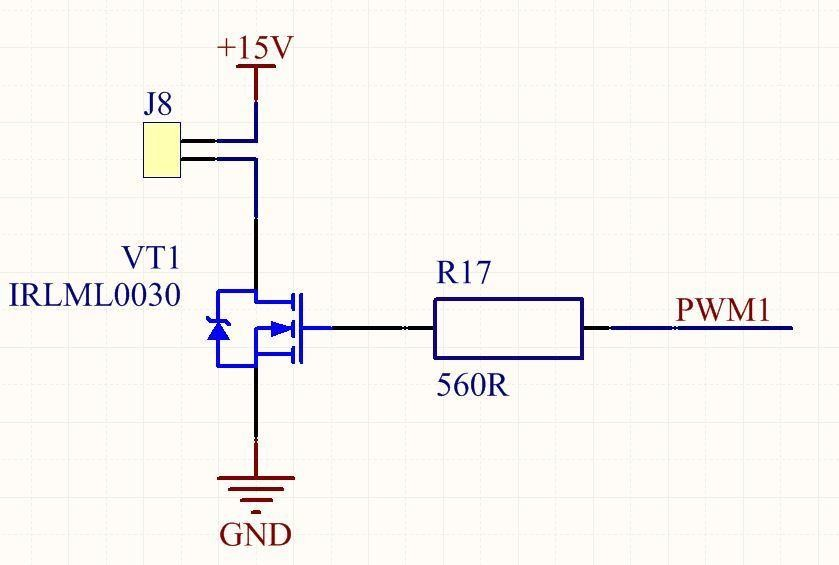 +15V
J8
VT1
IRLML0030
R17
PWM1
560R
GND